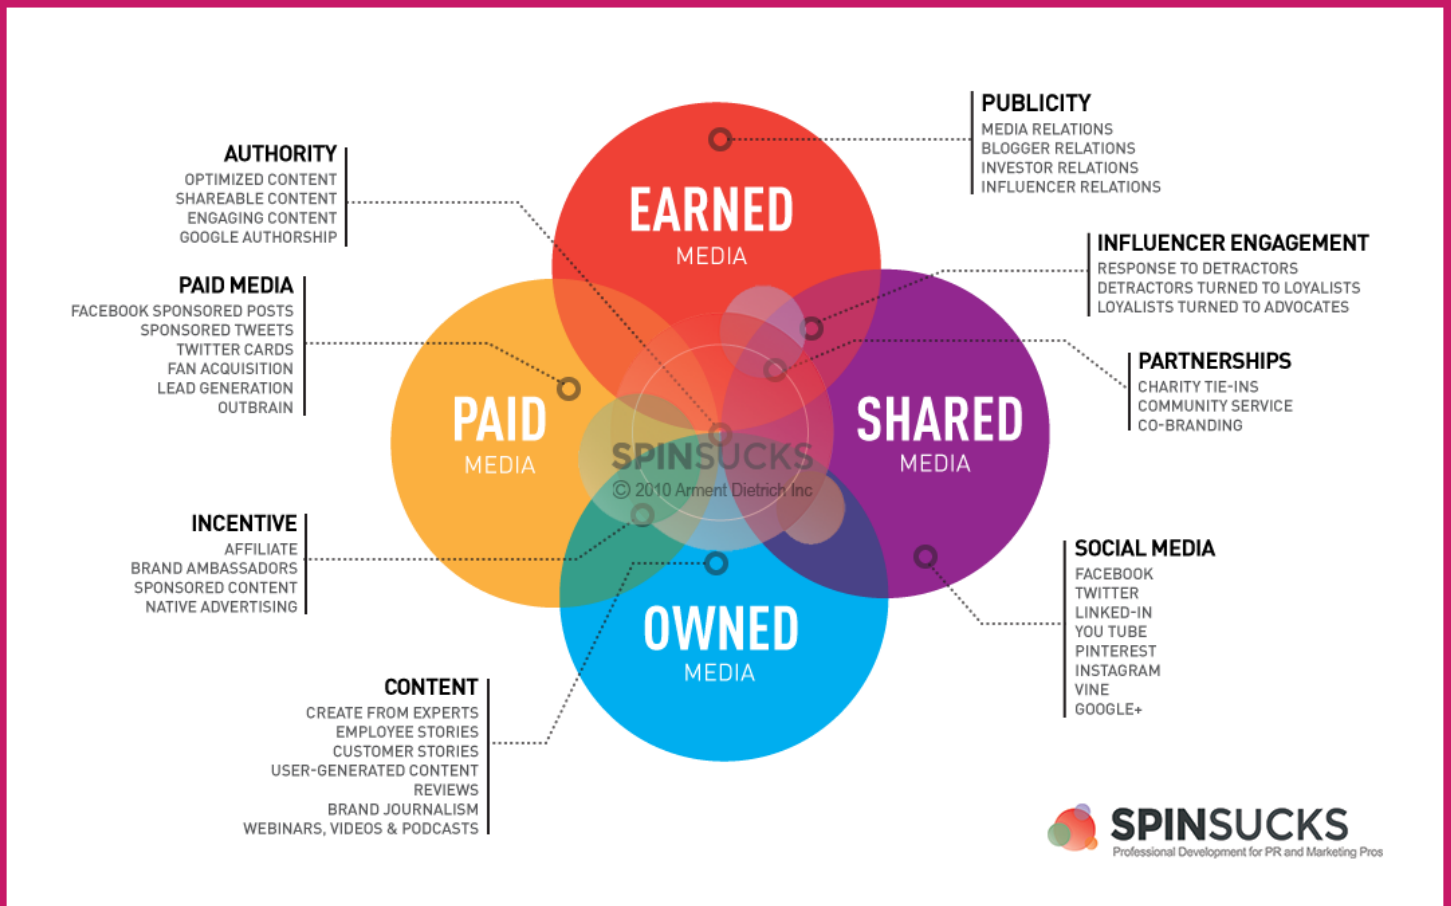 PUBLICITY
MEDIA RELATIONS
BLOGGER RELATIONS
INVESTOR RELATIONS
INFLUENCER RELATIONS
AUTHORITY
OPTIMIZED CONTENT
SHAREABLE CONTENT
ENGAGING CONTENT
GOOGLE AUTHORSHIP
EARNED
MEDIA
INFLUENCER ENGAGEMENT
RESPONSE TO DETRACTORS
DETRACTORS TURNED TO LOYALISTS
LOYALISTS TURNED TO ADVOCATES
PAID MEDIA
FACEBOOK SPONSORED POSTS
SPONSORED TWEETS
TWITTER CARDS
FAN ACQUISITION
LEAD GENERATION
OUTBRAIN
PARTNERSHIPS
CHARITY TIE-INS
COMMUNITY SERVICE
CO-BRANDING
PAID
MEDIA
SHARED
MEDIA
SPINSUCKS
© 2010 Arment Dietrich Inc
INCENTIVE
AFFILIATE
BRAND AMBASSADORS
SPONSORED CONTENT
NATIVE ADVERTISING
SOCIAL MEDIA
FACEBOOK
TWITTER
LINKED-IN
YOU TUBE
PINTEREST
INSTAGRAM
VINE
GOOGLE+
OWNED
MEDIA
CONTENT
CREATE FROM EXPERTS
EMPLOYEE STORIES
CUSTOMER STORIES
USER-GENERATED CONTENT
REVIEWS
BRAND JOURNALISM
WEBINARS, VIDEOS & PODCASTS
SPINSUCKS
Professional Development for PR and Marketing Pros